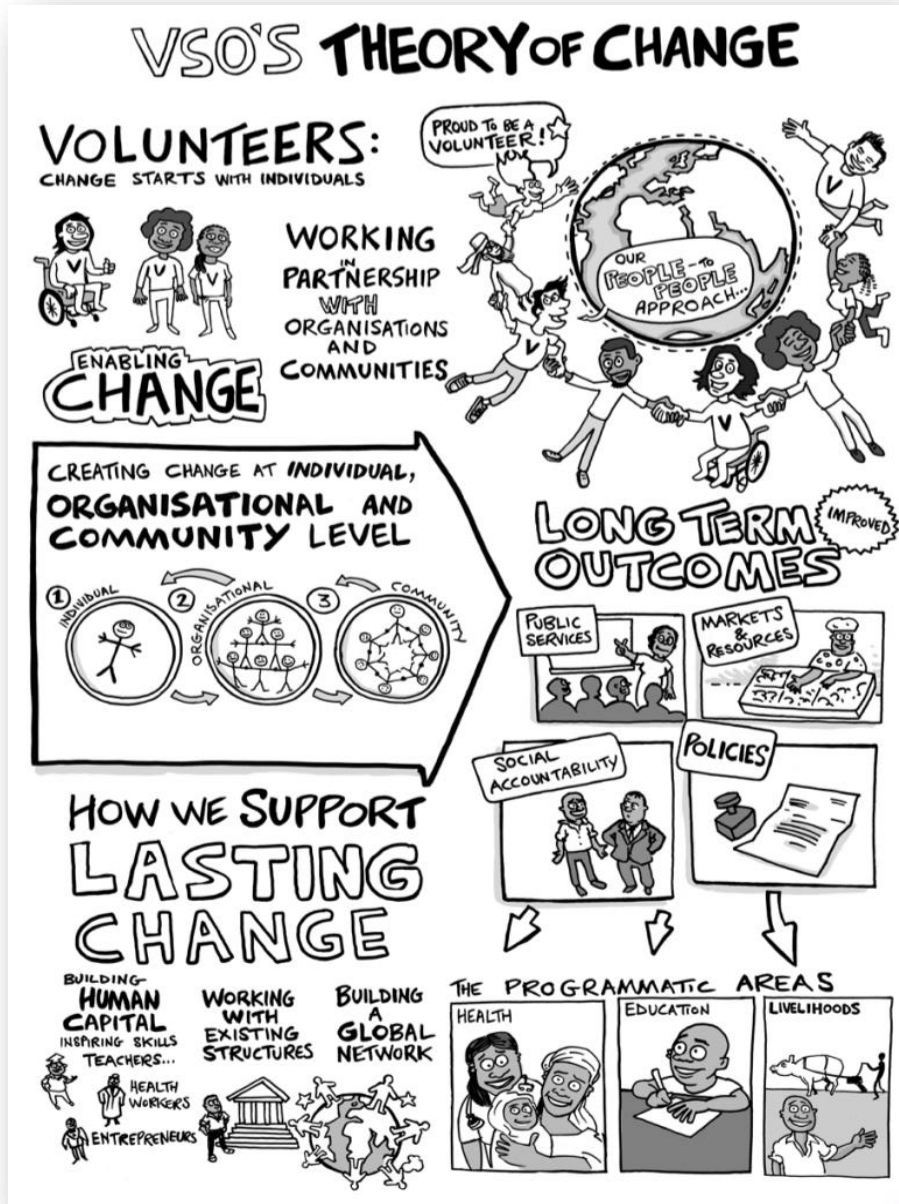 VSO'S THEORY OF CHANGE
VOLUNTEERS:
CHANGE STARTS WITH INDIVIDUALS
V
V
V
ENABLING
CHANGE
WORKING
IN
PARTNERSHIP
WITH
ORGANISATIONS
AND
COMMUNITIES
PROUD TO BE A
VOLUNTEER!
OUR
PEOPLE-TO
PEOPLE
APPROACH...
V
V
V
CREATING CHANGE AT INDIVIDUAL,
ORGANISATIONAL AND
COMMUNITY LEVEL
1
INDIVIDUAL
2
ORGANISATIONAL
3
COMMUNITY
LONG TERM
OUTCOMES
IMPROVED
PUBLIC
SERVICES
MARKETS
&
RESOURCES
SOCIAL
ACCOUNTABILITY
POLICIES
HOW WE SUPPORT
LASTING
CHANGE
BUILDING
HUMAN
CAPITAL
INSPIRING SKILLS
TEACHERS...
HEALTH
WORKERS
ENTREPRENEURS
WORKING
WITH
EXISTING
STRUCTURES
BUILDING
A
GLOBAL
NETWORK
THE PROGRAMMATIC AREAS
HEALTH
EDUCATION
LIVELIHOODS